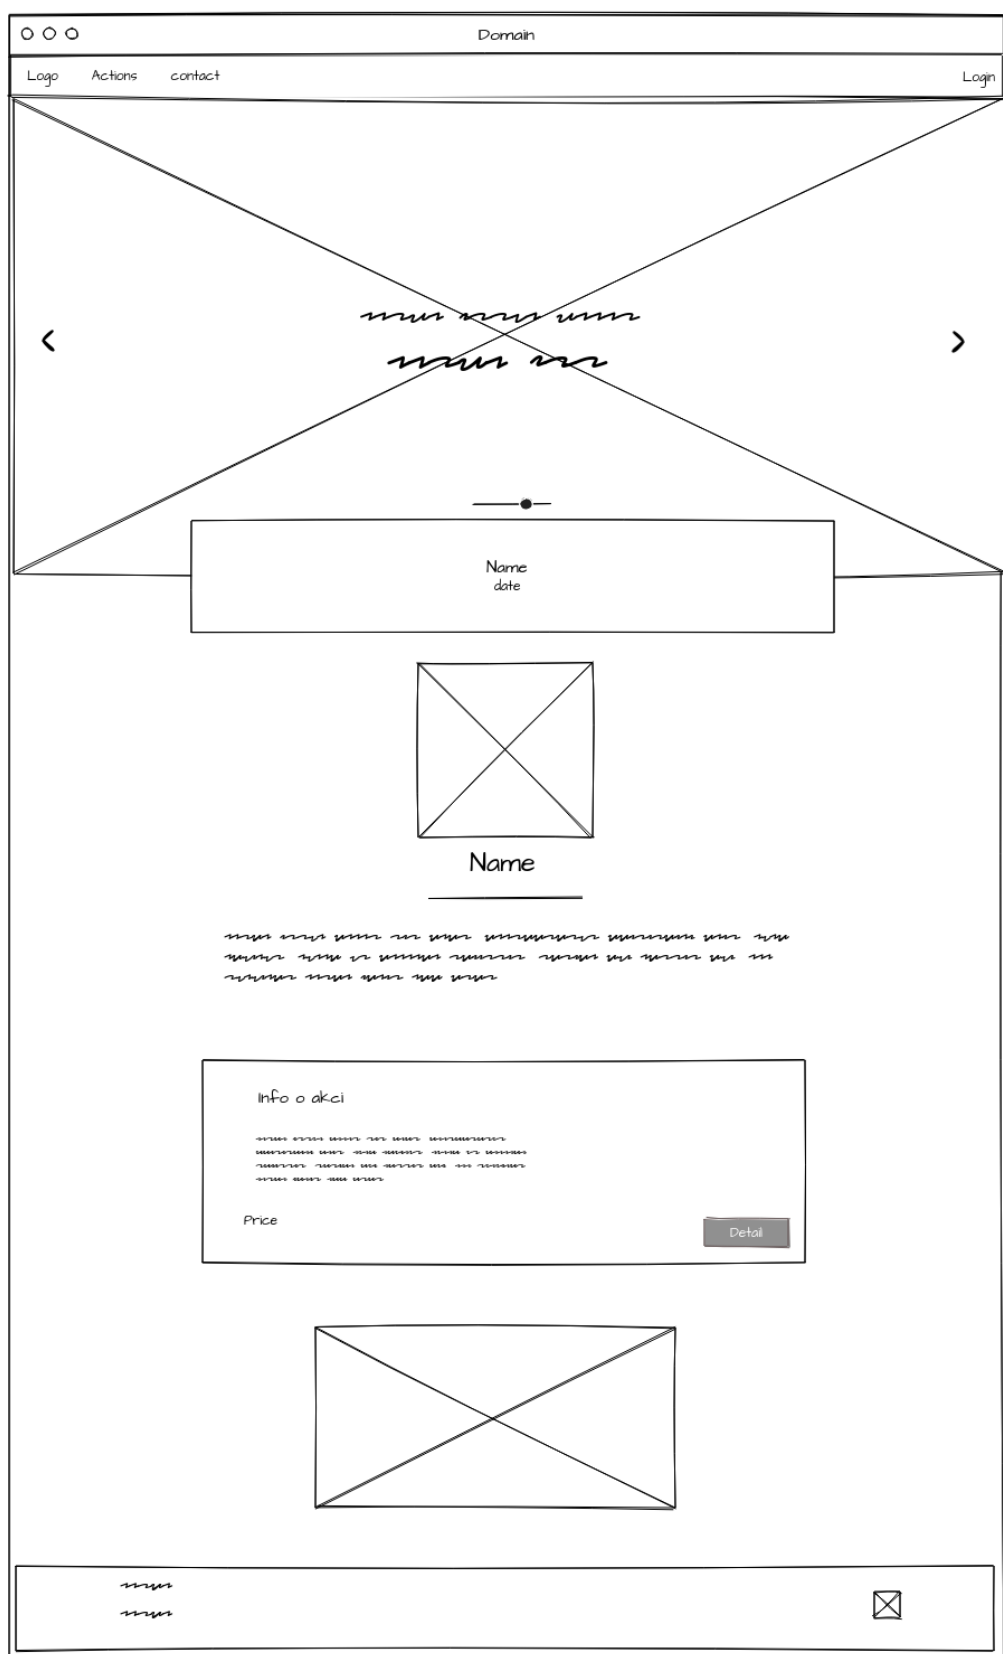 Domain
Logo Actions contact Login
Name
date
Name
Info o akci
Price
Detail